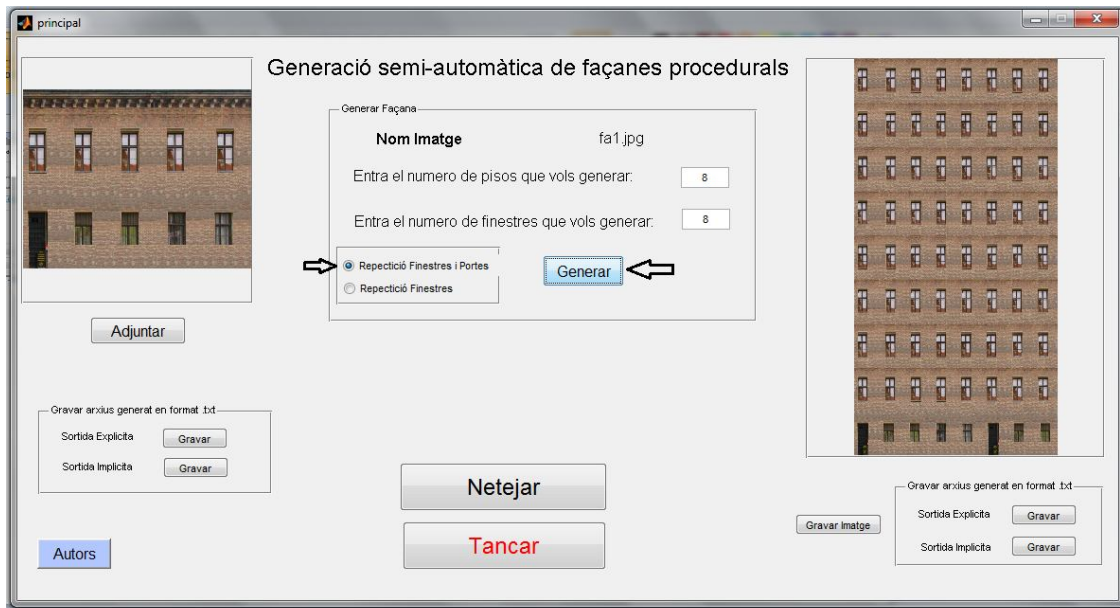 principal
Generació semi-automàtica de façanes procedurals
Generar Façana
Nom Imatge fa1.jpg
Entra el numero de pisos que vols generar: 8
Entra el numero de finestres que vols generar: 8
Repectició Finestres i Portes
Repectició Finestres
Generar
Adjuntar
Gravar arxius generat en format .txt
Sortida Explicita Gravar
Sortida Implicita Gravar
Autors
Netejar
Tancar
Gravar Imatge
Gravar arxius generat en format .txt
Sortida Explicita Gravar
Sortida Implicita Gravar